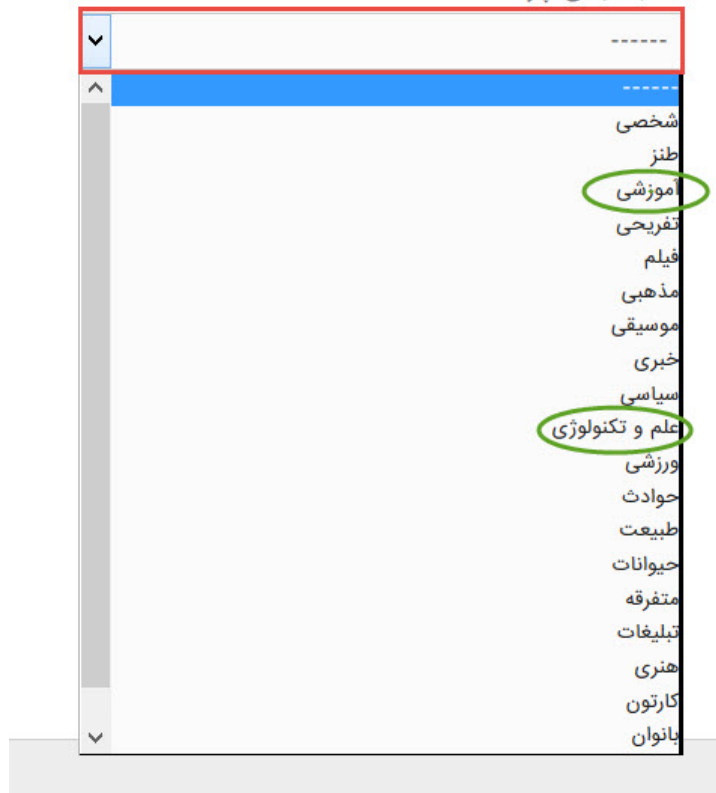 ------
------
شخصی
طنز
آموزشی
تفریحی
فیلم
مذهبی
موسیقی
خبری
سیاسی
علم و تکنولوژی
ورزشی
حوادث
طبیعت
حیوانات
متفرقه
تبلیغات
هنری
کارتون
بانوان